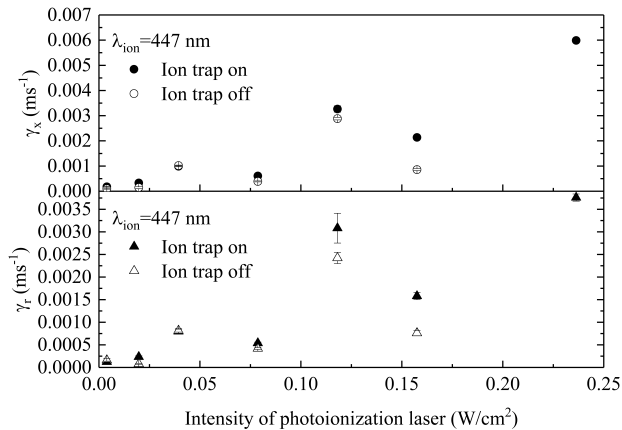 0.007
0.006
0.005
0.004
0.003
0.002
0.001
0.000
γx (ms-1)
λion=447 nm
Ion trap on
Ion trap off
0.0035
0.0030
0.0025
0.0020
0.0015
0.0010
0.0005
0.0000
γr (ms-1)
λion=447 nm
Ion trap on
Ion trap off
0.00 0.05 0.10 0.15 0.20 0.25
Intensity of photoionization laser (W/cm2)